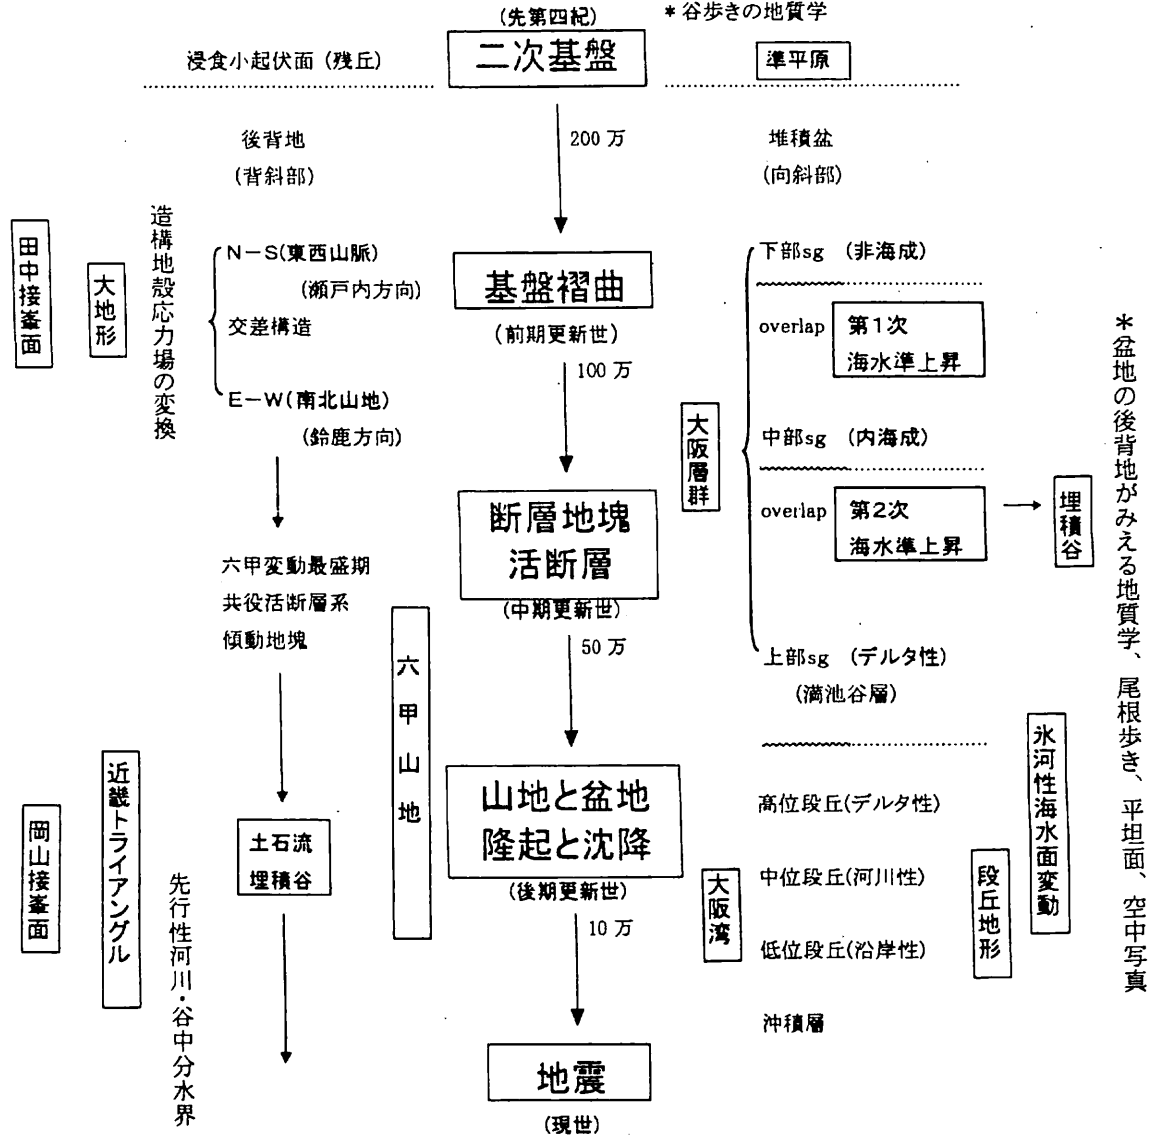 (先第四紀)
＊谷歩きの地質学
浸食小起伏面 (残丘)
二次基盤
準平原
後背地
(背斜部)
200 万
堆積盆
(向斜部)
田中接峯面
大地形
造構地殻応力場の変換
N－S(東西山脈)
(瀬戸内方向)
交差構造
E－W(南北山地)
(鈴鹿方向)
基盤褶曲
(前期更新世)
100 万
下部sg (非海成)
overlap
第1次
海水準上昇
大阪層群
中部sg (内海成)
overlap
第2次
海水準上昇
埋積谷
＊盆地の後背地がみえる地質学、尾根歩き、平坦面、空中写真
断層地塊
活断層
(中期更新世)
六甲変動最盛期
共役活断層系
傾動地塊
50 万
六甲山地
上部sg (デルタ性)
(満池谷層)
氷河性海水面変動
山地と盆地
隆起と沈降
(後期更新世)
高位段丘(デルタ性)
近畿トライアングル
岡山接峯面
土石流
埋積谷
先行性河川・谷中分水界
10 万
大阪湾
中位段丘(河川性)
低位段丘(沿岸性)
段丘地形
沖積層
地震
(現世)